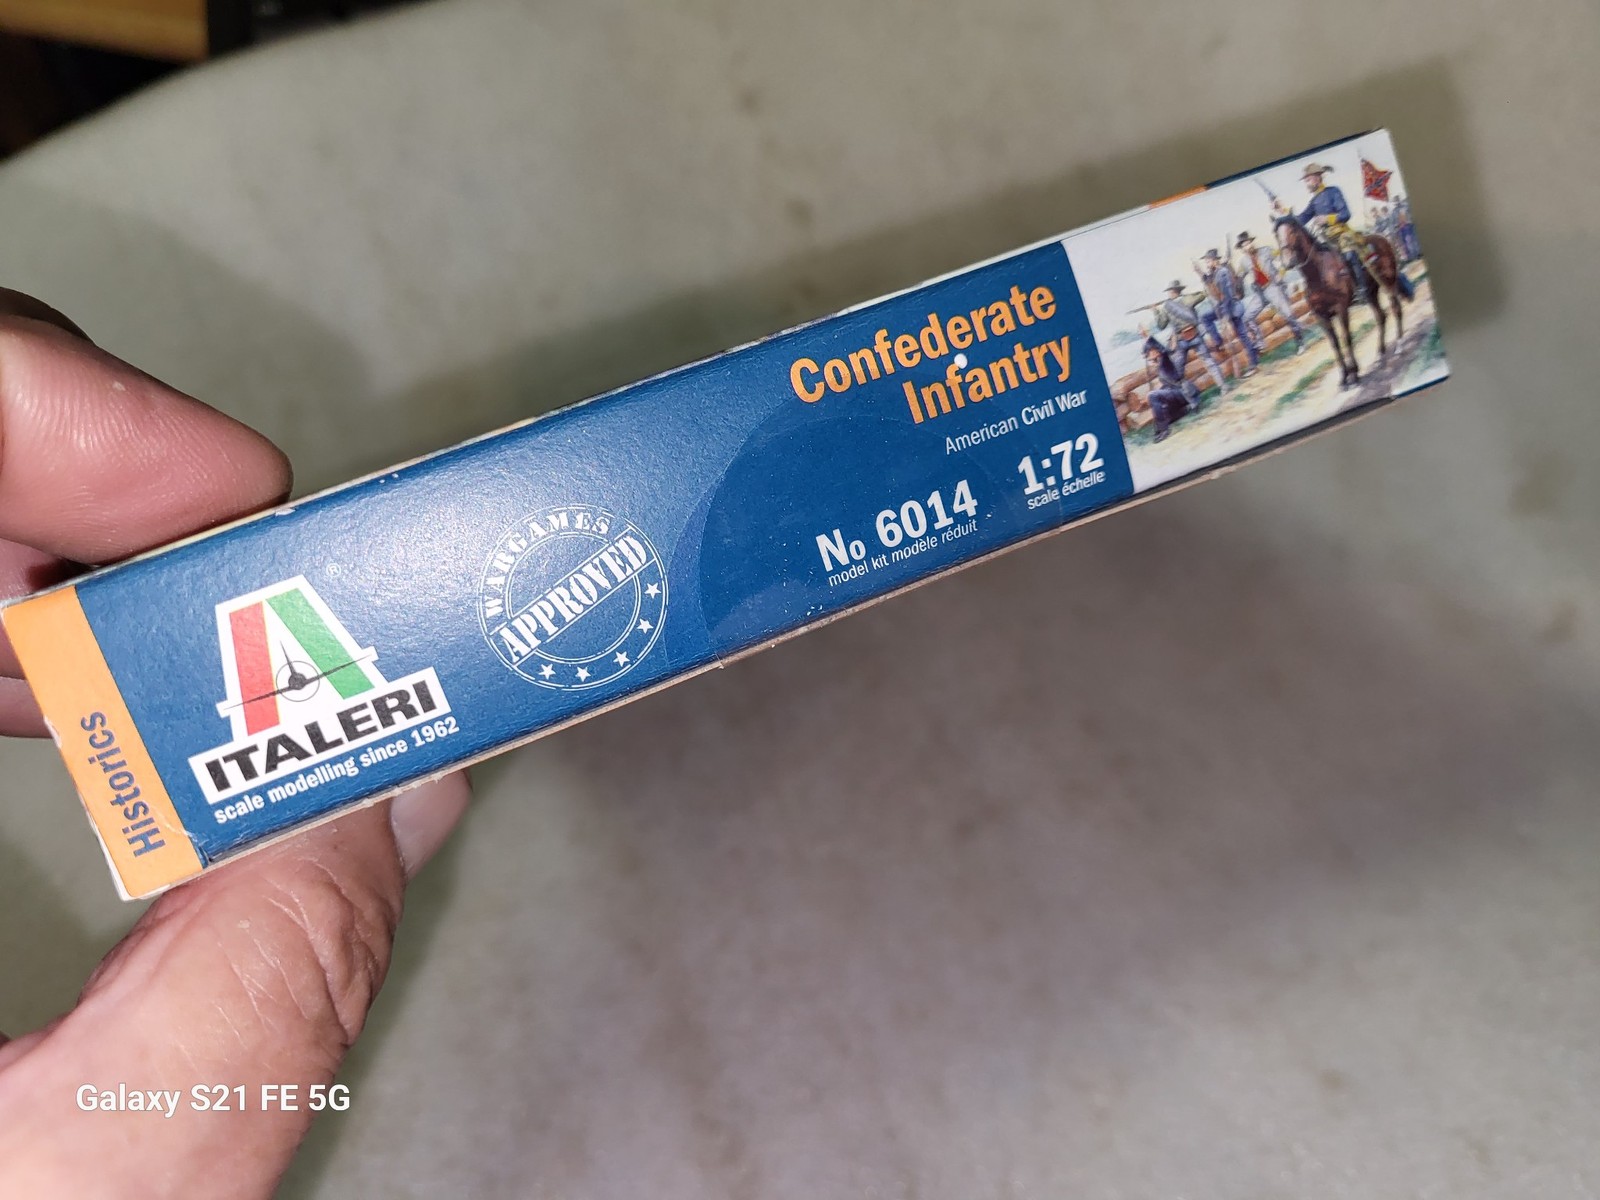 Confederate
Infantry
American Civil War
No 6014
model kit modèle réduit
1:72
scale échelle
WARGAMES
APPROVED
®
ITALERI
scale modelling since 1962
Historics
Galaxy S21 FE 5G